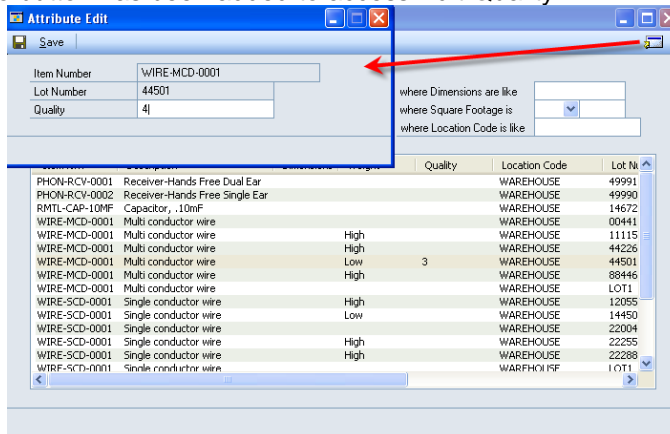 Attribute Edit
Save
Item Number WIRE-MCD-0001
Lot Number 44501
Quality 4
where Dimensions are like
where Square Footage is
where Location Code is like
Quality Location Code Lot
PHON-RCV-0001 Receiver-Hands Free Dual Ear WAREHOUSE 49991
PHON-RCV-0002 Receiver-Hands Free Single Ear WAREHOUSE 49990
RMTL-CAP-10MF Capacitor, .10mF WAREHOUSE 14672
WIRE-MCD-0001 Multi conductor wire WAREHOUSE 00441
WIRE-MCD-0001 Multi conductor wire High WAREHOUSE 11115
WIRE-MCD-0001 Multi conductor wire High WAREHOUSE 44226
WIRE-MCD-0001 Multi conductor wire Low 3 WAREHOUSE 44501
WIRE-MCD-0001 Multi conductor wire High WAREHOUSE 88446
WIRE-MCD-0001 Multi conductor wire WAREHOUSE LOT1
WIRE-SCD-0001 Single conductor wire High WAREHOUSE 12055
WIRE-SCD-0001 Single conductor wire Low WAREHOUSE 14450
WIRE-SCD-0001 Single conductor wire WAREHOUSE 22004
WIRE-SCD-0001 Single conductor wire High WAREHOUSE 22255
WIRE-SCD-0001 Single conductor wire High WAREHOUSE 22288
WIRE-SCD-0001 Single conductor wire WAREHOUSE LOT1